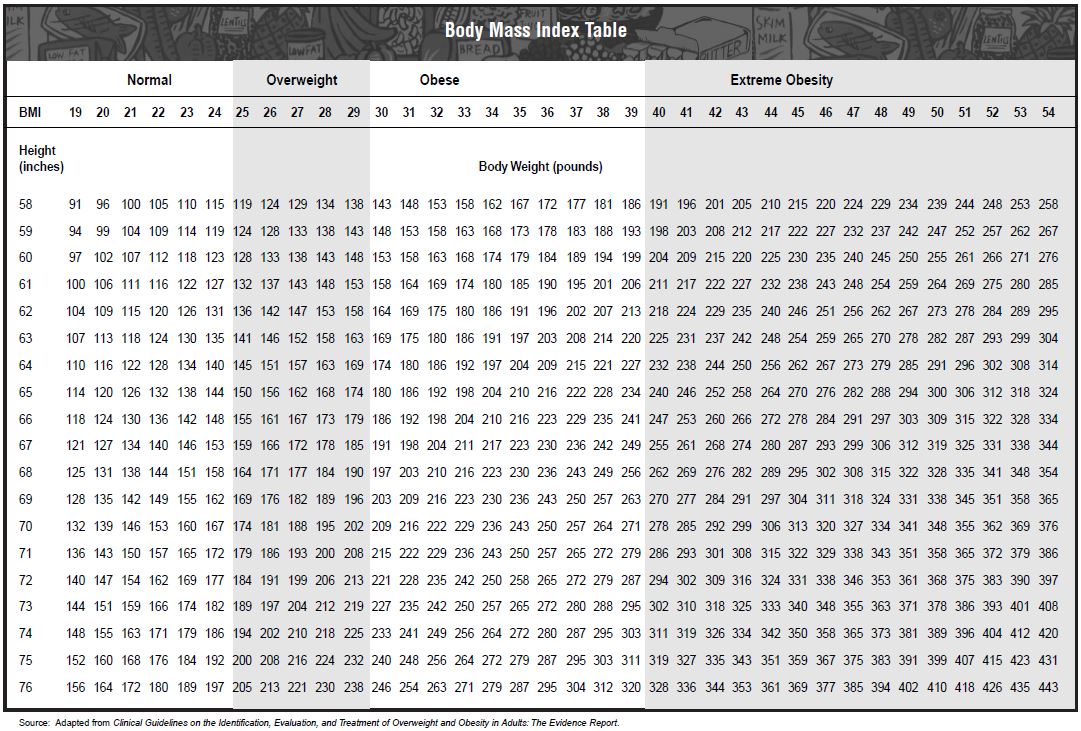 LENTILS
FRUIT
SKIM
MILK
LENTILS
LOW FAT
LOWFAT
BREAD
BUTTER
Body Mass Index Table
Normal Overweight Obese Extreme Obesity
BMI 19 20 21 22 23 24 25 26 27 28 29 30 31 32 33 34 35 36 37 38 39 40 41 42 43 44 45 46 47 48 49 50 51 52 53 54
Height
(inches) Body Weight (pounds)
58 91 96 100 105 110 115 119 124 129 134 138 143 148 153 158 162 167 172 177 181 186 191 196 201 205 210 215 220 224 229 234 239 244 248 253 258
59 94 99 104 109 114 119 124 128 133 138 143 148 153 158 163 168 173 178 183 188 193 198 203 208 212 217 222 227 232 237 242 247 252 257 262 267
60 97 102 107 112 118 123 128 133 138 143 148 153 158 163 168 174 179 184 189 194 199 204 209 215 220 225 230 235 240 245 250 255 261 266 271 276
61 100 106 111 116 122 127 132 137 143 148 153 158 164 169 174 180 185 190 195 201 206 211 217 222 227 232 238 243 248 254 259 264 269 275 280 285
62 104 109 115 120 126 131 136 142 147 153 158 164 169 175 180 186 191 196 202 207 213 218 224 229 235 240 246 251 256 262 267 273 278 284 289 295
63 107 113 118 124 130 135 141 146 152 158 163 169 175 180 186 191 197 203 208 214 220 225 231 237 242 248 254 259 265 270 278 282 287 293 299 304
64 110 116 122 128 134 140 145 151 157 163 169 174 180 186 192 197 204 209 215 221 227 232 238 244 250 256 262 267 273 279 285 291 296 302 308 314
65 114 120 126 132 138 144 150 156 162 168 174 180 186 192 198 204 210 216 222 228 234 240 246 252 258 264 270 276 282 288 294 300 306 312 318 324
66 118 124 130 136 142 148 155 161 167 173 179 186 192 198 204 210 216 223 229 235 241 247 253 260 266 272 278 284 291 297 303 309 315 322 328 334
67 121 127 134 140 146 153 159 166 172 178 185 191 198 204 211 217 223 230 236 242 249 255 261 268 274 280 287 293 299 306 312 319 325 331 338 344
68 125 131 138 144 151 158 164 171 177 184 190 197 203 210 216 223 230 236 243 249 256 262 269 276 282 289 295 302 308 315 322 328 335 341 348 354
69 128 135 142 149 155 162 169 176 182 189 196 203 209 216 223 230 236 243 250 257 263 270 277 284 291 297 304 311 318 324 331 338 345 351 358 365
70 132 139 146 153 160 167 174 181 188 195 202 209 216 222 229 236 243 250 257 264 271 278 285 292 299 306 313 320 327 334 341 348 355 362 369 376
71 136 143 150 157 165 172 179 186 193 200 208 215 222 229 236 243 250 257 265 272 279 286 293 301 308 315 322 329 338 343 351 358 365 372 379 386
72 140 147 154 162 169 177 184 191 199 206 213 221 228 235 242 250 258 265 272 279 287 294 302 309 316 324 331 338 346 353 361 368 375 383 390 397
73 144 151 159 166 174 182 189 197 204 212 219 227 235 242 250 257 265 272 280 288 295 302 310 318 325 333 340 348 355 363 371 378 386 393 401 408
74 148 155 163 171 179 186 194 202 210 218 225 233 241 249 256 264 272 280 287 295 303 311 319 326 334 342 350 358 365 373 381 389 396 404 412 420
75 152 160 168 176 184 192 200 208 216 224 232 240 248 256 264 272 279 287 295 303 311 319 327 335 343 351 359 367 375 383 391 399 407 415 423 431
76 156 164 172 180 189 197 205 213 221 230 238 246 254 263 271 279 287 295 304 312 320 328 336 344 353 361 369 377 385 394 402 410 418 426 435 443
Source: Adapted from Clinical Guidelines on the Identification, Evaluation, and Treatment of Overweight and Obesity in Adults: The Evidence Report.